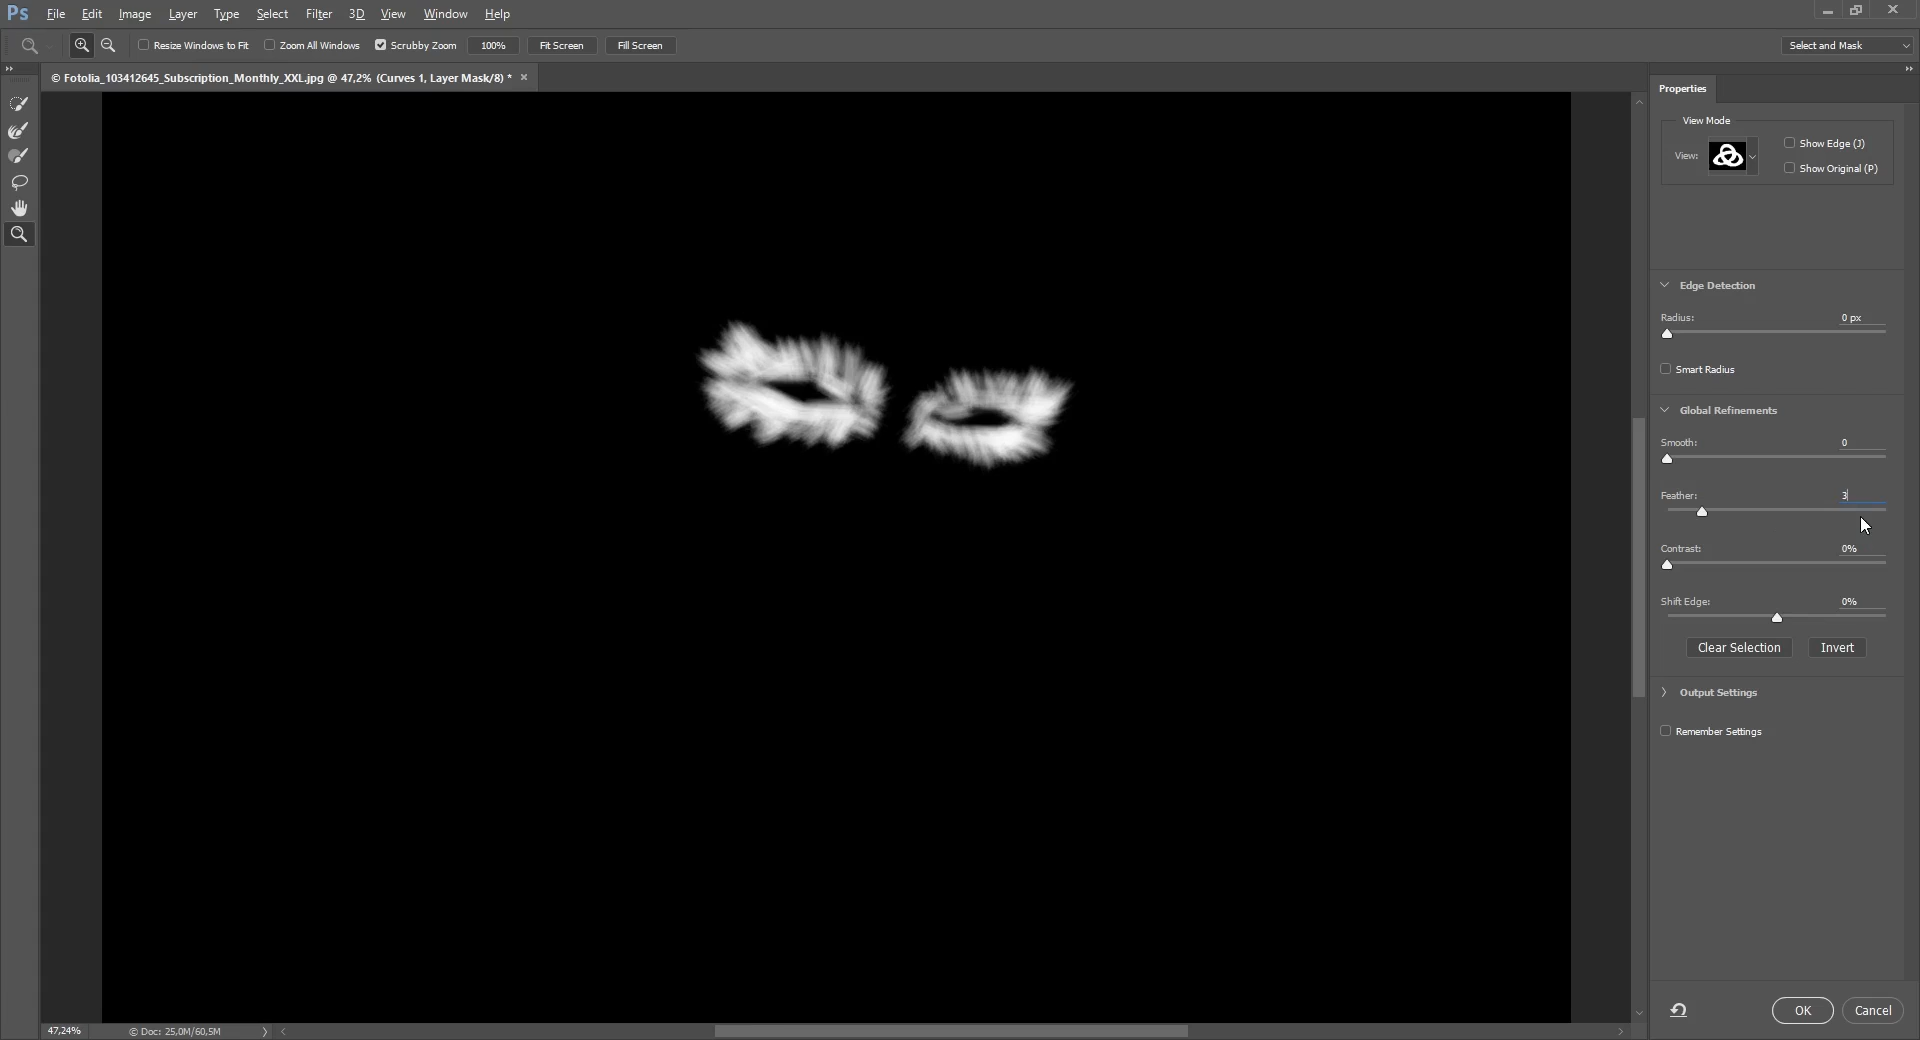 Ps File Edit Image Layer Type Select Filter 3D View Window Help
Resize Windows to Fit Zoom All Windows Scrubby Zoom 100% Fit Screen Fill Screen Select and Mask
© Fotolia_103412645_Subscription_Monthly_XXL.jpg @ 47,2% (Curves 1, Layer Mask/8) *
Properties
View Mode
View:
Show Edge (J)
Show Original (P)
Edge Detection
Radius: 0 px
Smart Radius
Global Refinements
Smooth: 0
Feather: 3
Contrast: 0%
Shift Edge: 0%
Clear Selection Invert
Output Settings
Remember Settings
OK Cancel
47,24% © Doc: 25,0M/60,5M